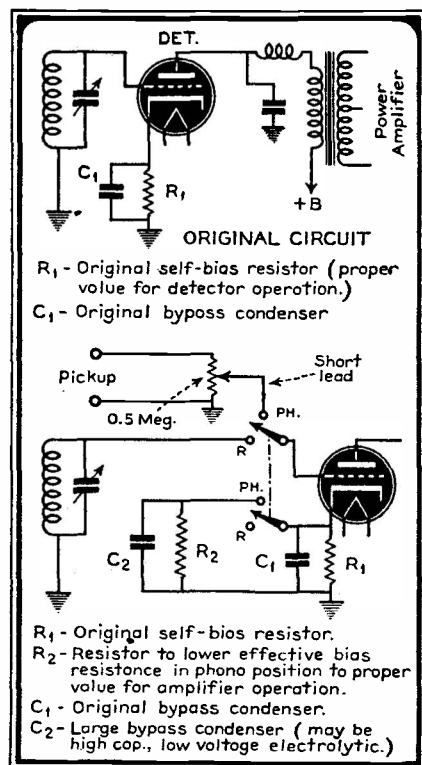 DET.
C1
R1
Power
Amplifier
+B
ORIGINAL CIRCUIT
R1 - Original self-bias resistor (proper
value for detector operation.)
C1 - Original bypass condenser
Pickup
0.5 Meg.
Short
lead
PH.
R
PH.
R
C2
R2
C1
R1
R1 - Original self-bios resistor.
R2 - Resistor to lower effective bias
resistonce in phono position to proper
value for amplifier operation.
C1 - Original bypass condenser.
C2 - Large bypass condenser (may be
high cap., low voltage electrolytic.)